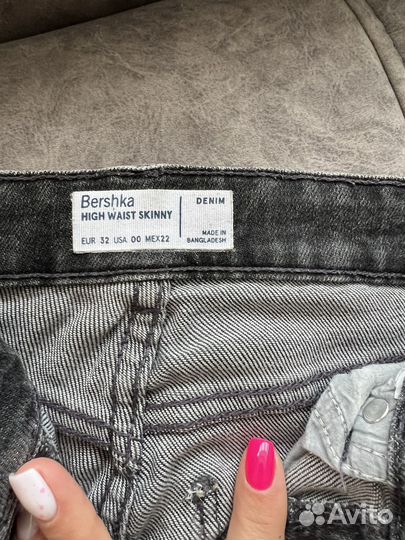 Bershka
HIGH WAIST SKINNY
EUR 32 USA 00 MEX22
DENIM
MADE IN
BANGLADESH
Avito